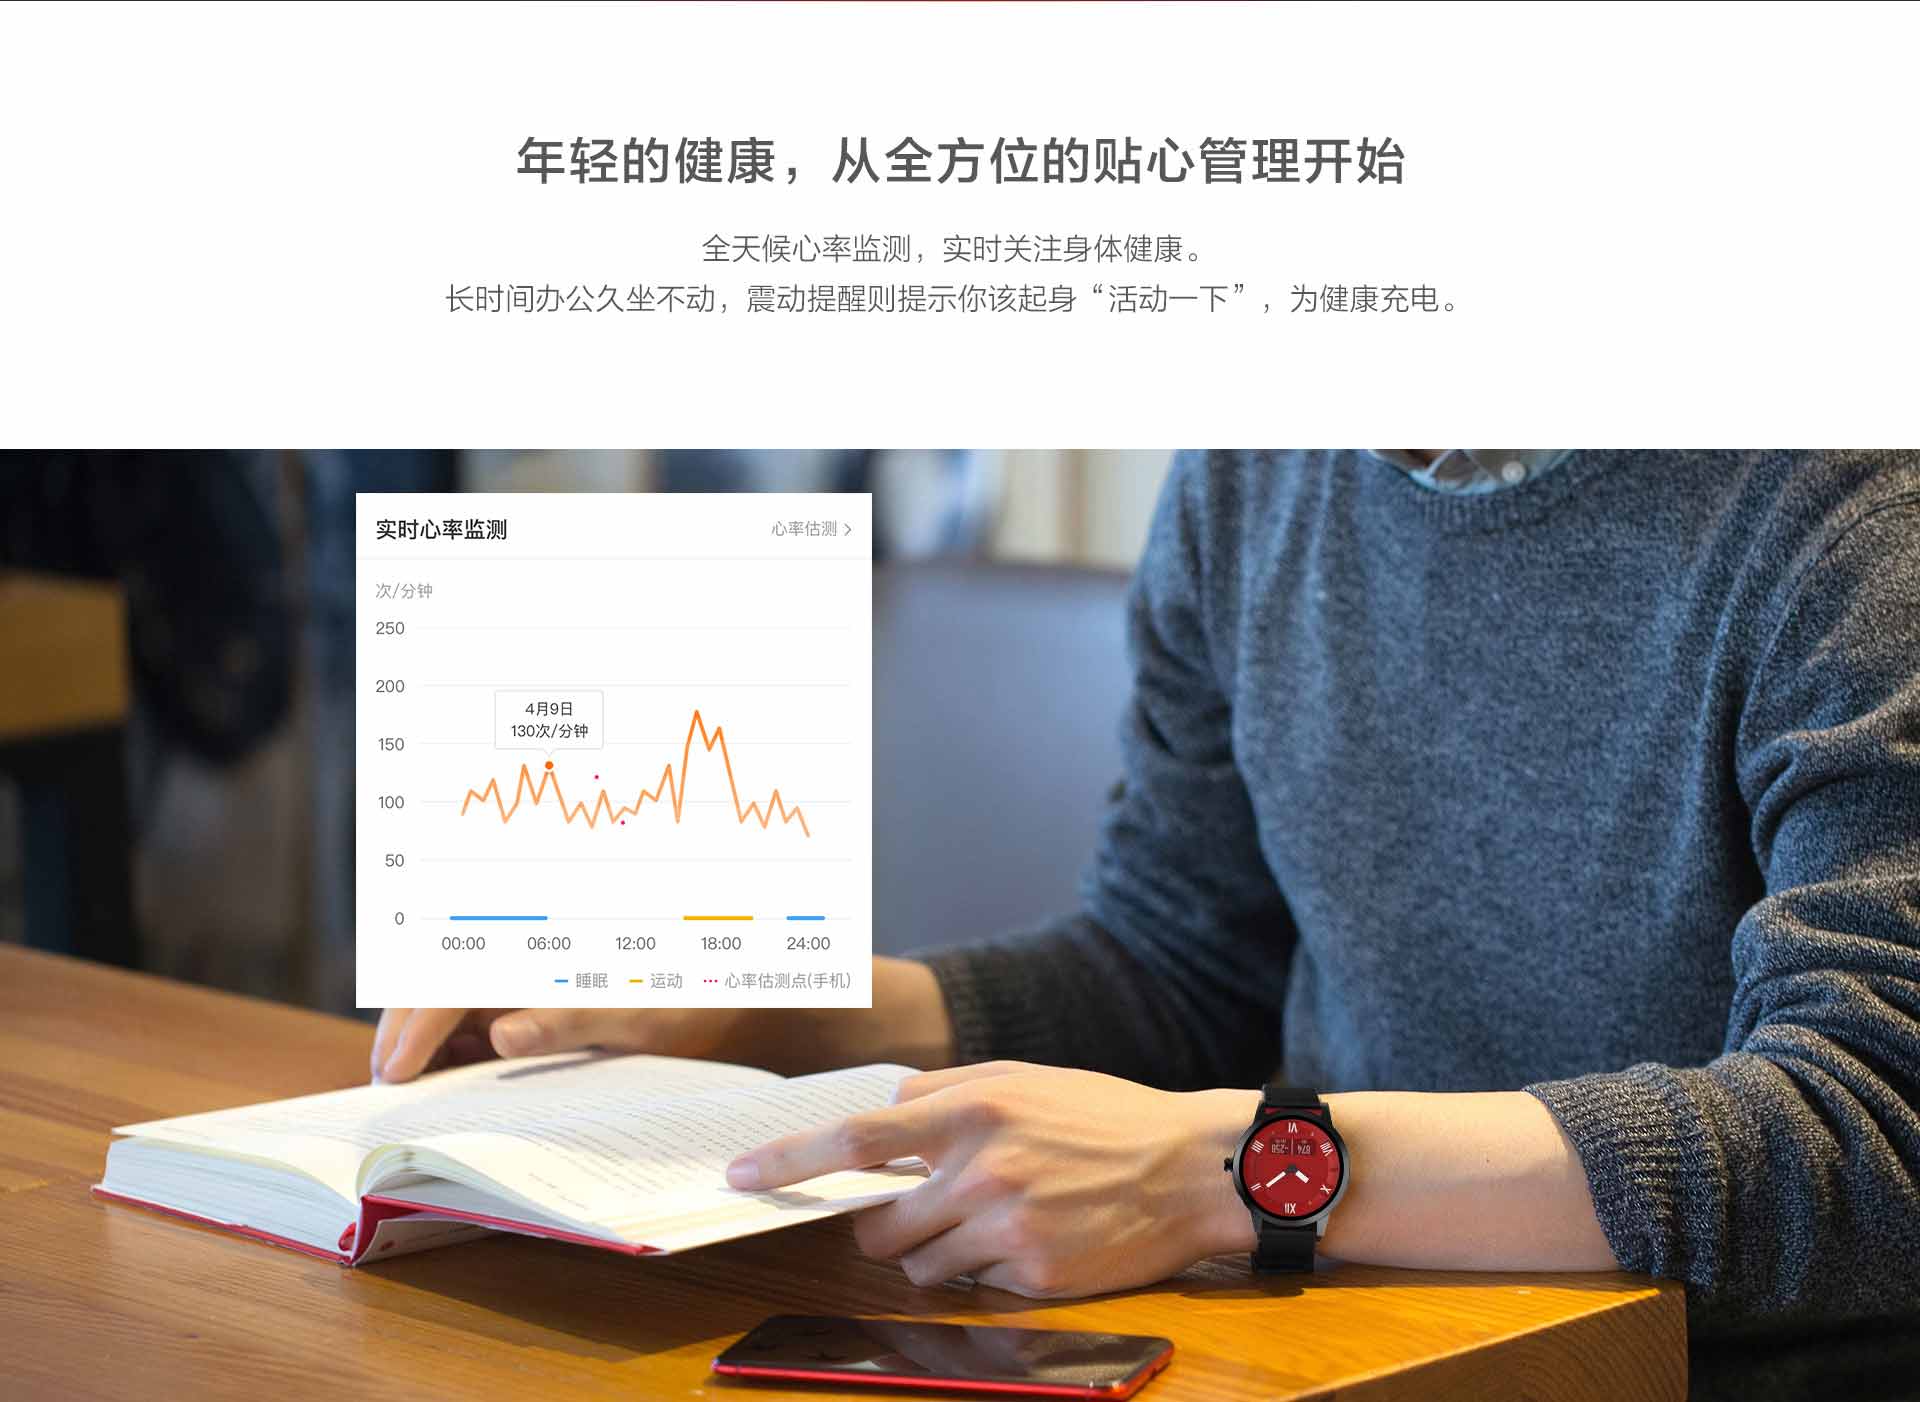 年轻的健康，从全方位的贴心管理开始
全天候心率监测，实时关注身体健康。
长时间办公久坐不动，震动提醒则提示你该起身“活动一下”，为健康充电。
实时心率监测
心率估测 >
次/分钟
250
200
4月9日
130次/分钟
150
100
50
0
00:00 06:00 12:00 18:00 24:00
睡眠 运动 心率估测点(手机)